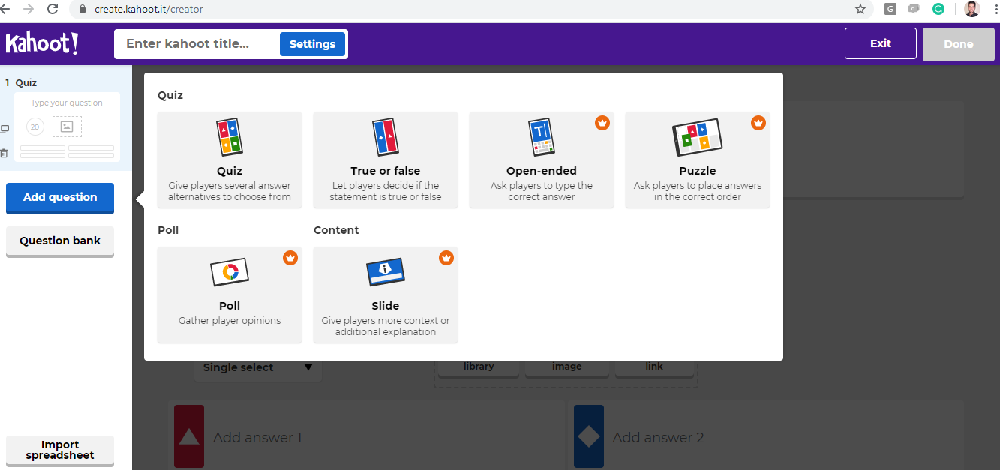 create.kahoot.it/creator
G
G
Kahoot!
Enter kahoot title...
Settings
Exit
Done
1 Quiz
Type your question
20
Add question
Question bank
Import
spreadsheet
Quiz
Quiz
Give players several answer
alternatives to choose from
True or false
Let players decide if the
statement is true or false
T
Open-ended
Ask players to type the
correct answer
Puzzle
Ask players to place answers
in the correct order
Poll
Content
Poll
Gather player opinions
i
Slide
Give players more context or
additional explanation
Single select
library
image
link
Add answer 1
Add answer 2